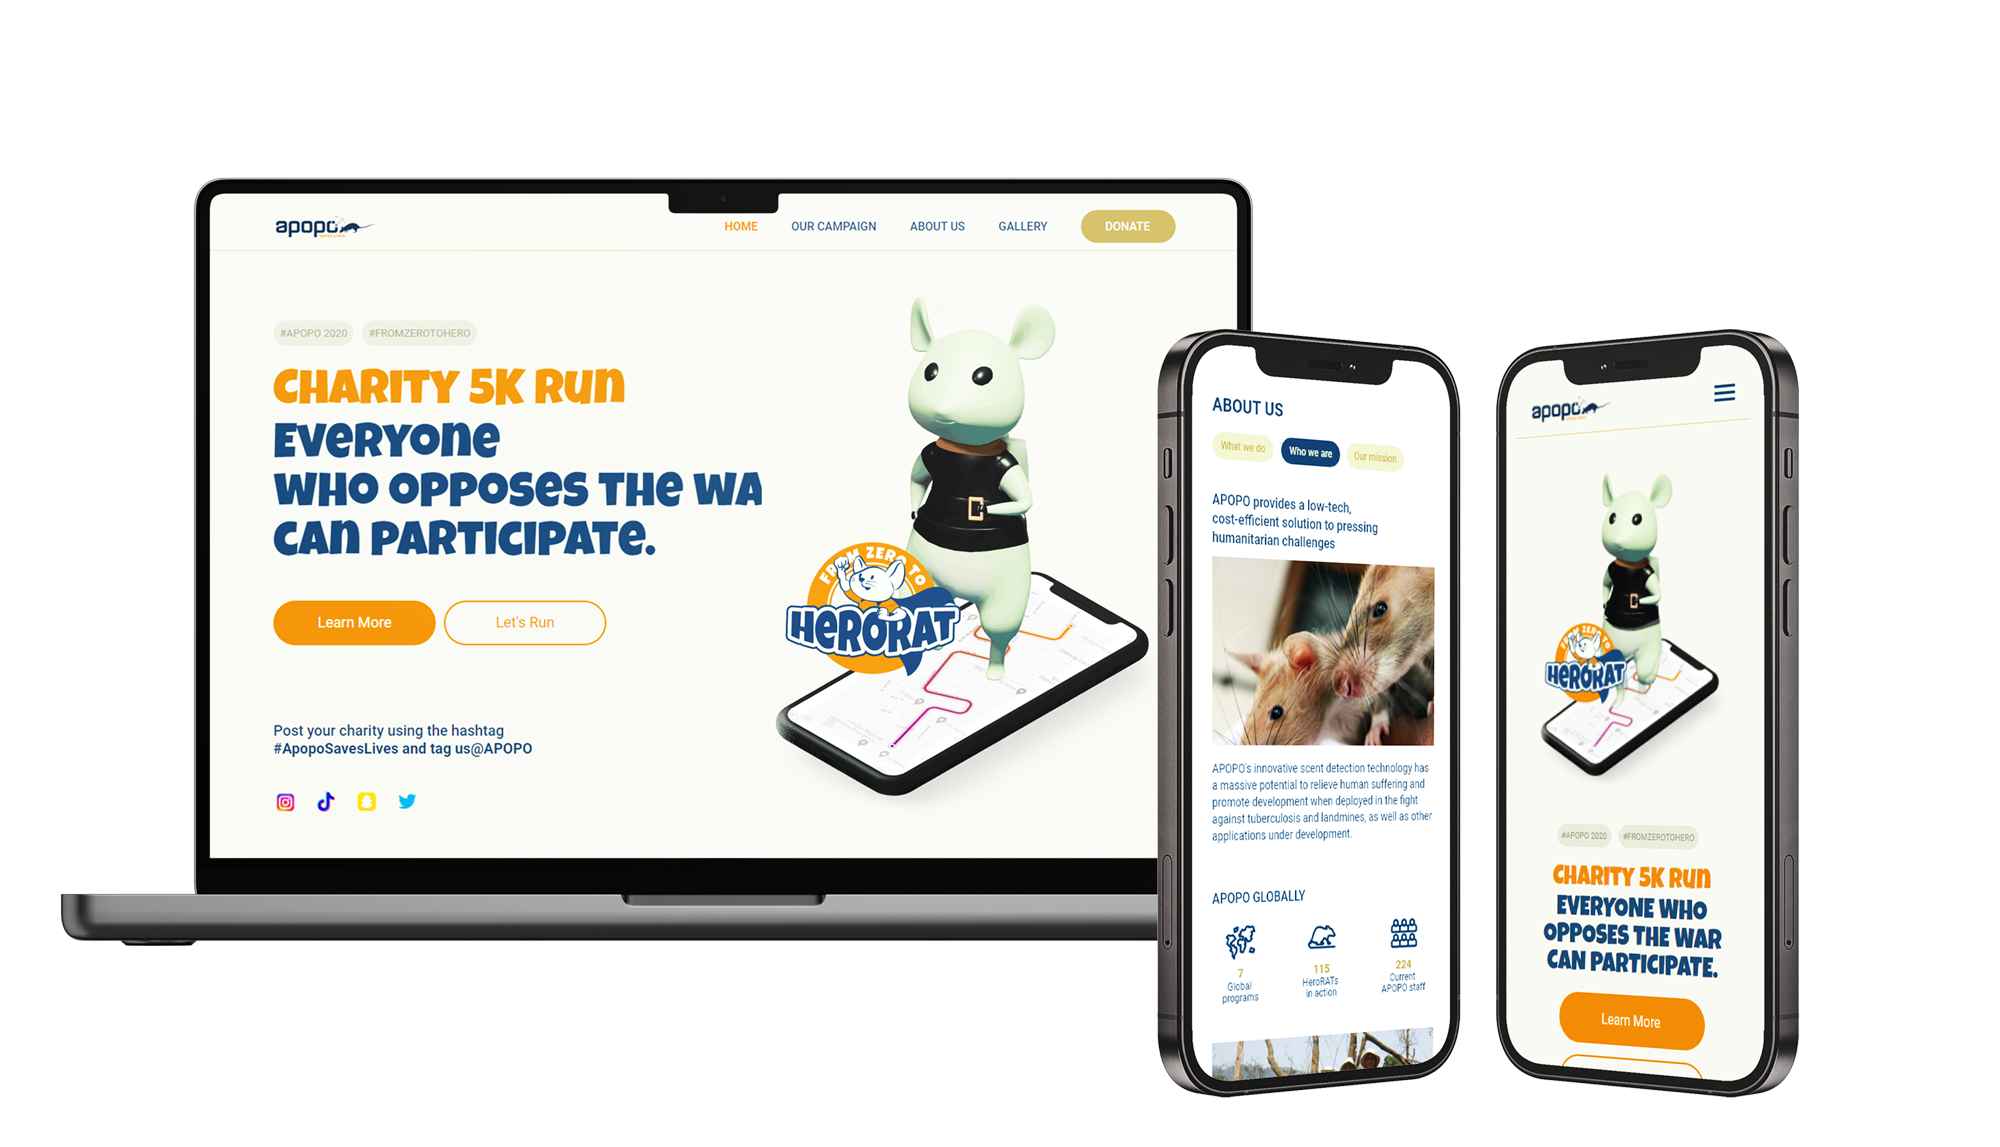 apopo
HOME
OUR CAMPAIGN
ABOUT US
GALLERY
DONATE
#APOPO 2020
#FROMZEROTOHERO
CHARITY 5K RUN
EVERYONE
WHO OPPOSES THE WA
CAN PARTICIPATE.
Learn More
Let's Run
FROM ZERO TO
HERORAT
Post your charity using the hashtag
#ApopoSavesLives and tag us@APOPO
ABOUT US
What we do
Who we are
Our mission
APOPO provides a low-tech,
cost-efficient solution to pressing
humanitarian challenges
APOPO's innovative scent detection technology has
a massive potential to relieve human suffering and
promote development when deployed in the fight
against tuberculosis and landmines, as well as other
applications under development.
APOPO GLOBALLY
7
Global
programs
115
HeroRATs
in action
224
Current
APOPO staff
apopo
FROM ZERO TO
HERORAT
#APOPO 2020
#FROMZEROTOHERO
CHARITY 5K RUN
EVERYONE WHO
OPPOSES THE WAR
CAN PARTICIPATE.
Learn More